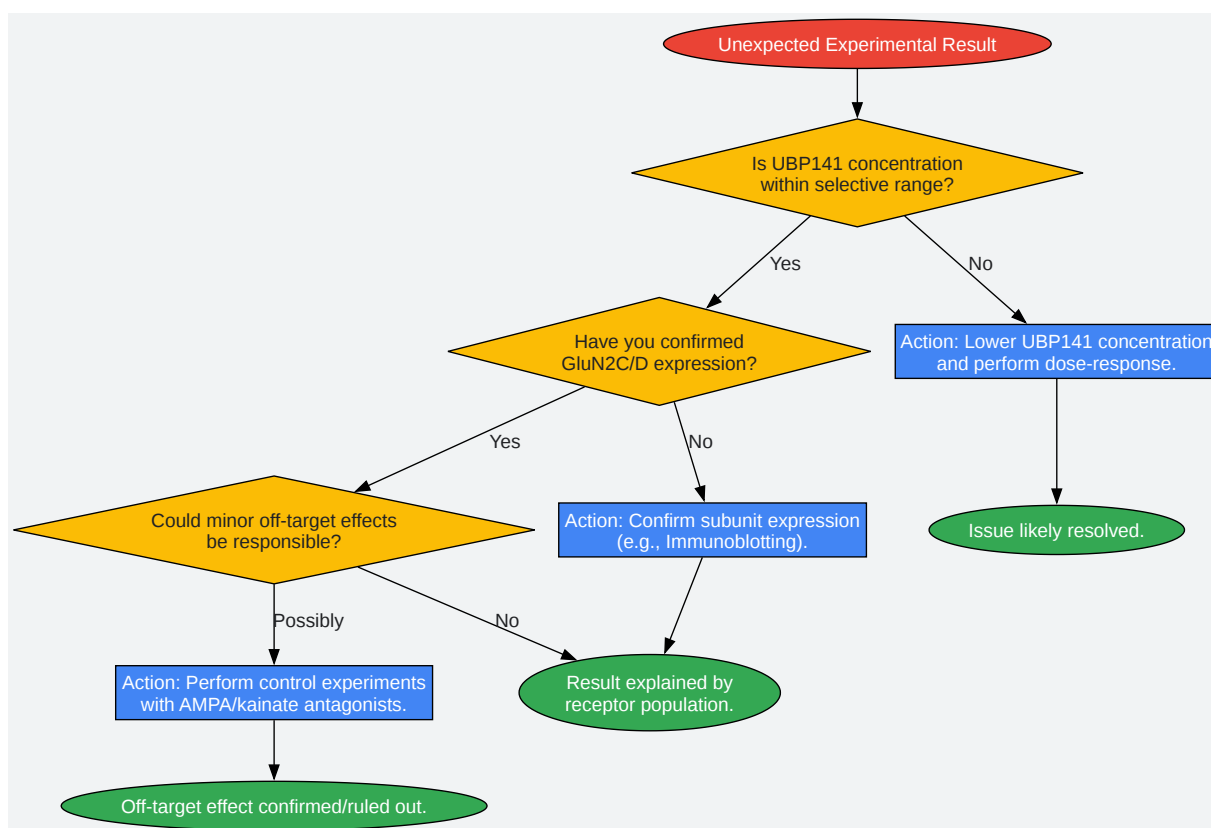 Unexpected Experimental Result
Is UBP141 concentration
within selective range?
Yes
No
Have you confirmed
GluN2C/D expression?
Action: Lower UBP141 concentration
and perform dose-response.
Yes
No
Could minor off-target effects
be responsible?
Action: Confirm subunit expression
(e.g., Immunoblotting).
Issue likely resolved.
Possibly
No
Action: Perform control experiments
with AMPA/kainate antagonists.
Result explained by
receptor population.
Off-target effect confirmed/ruled out.